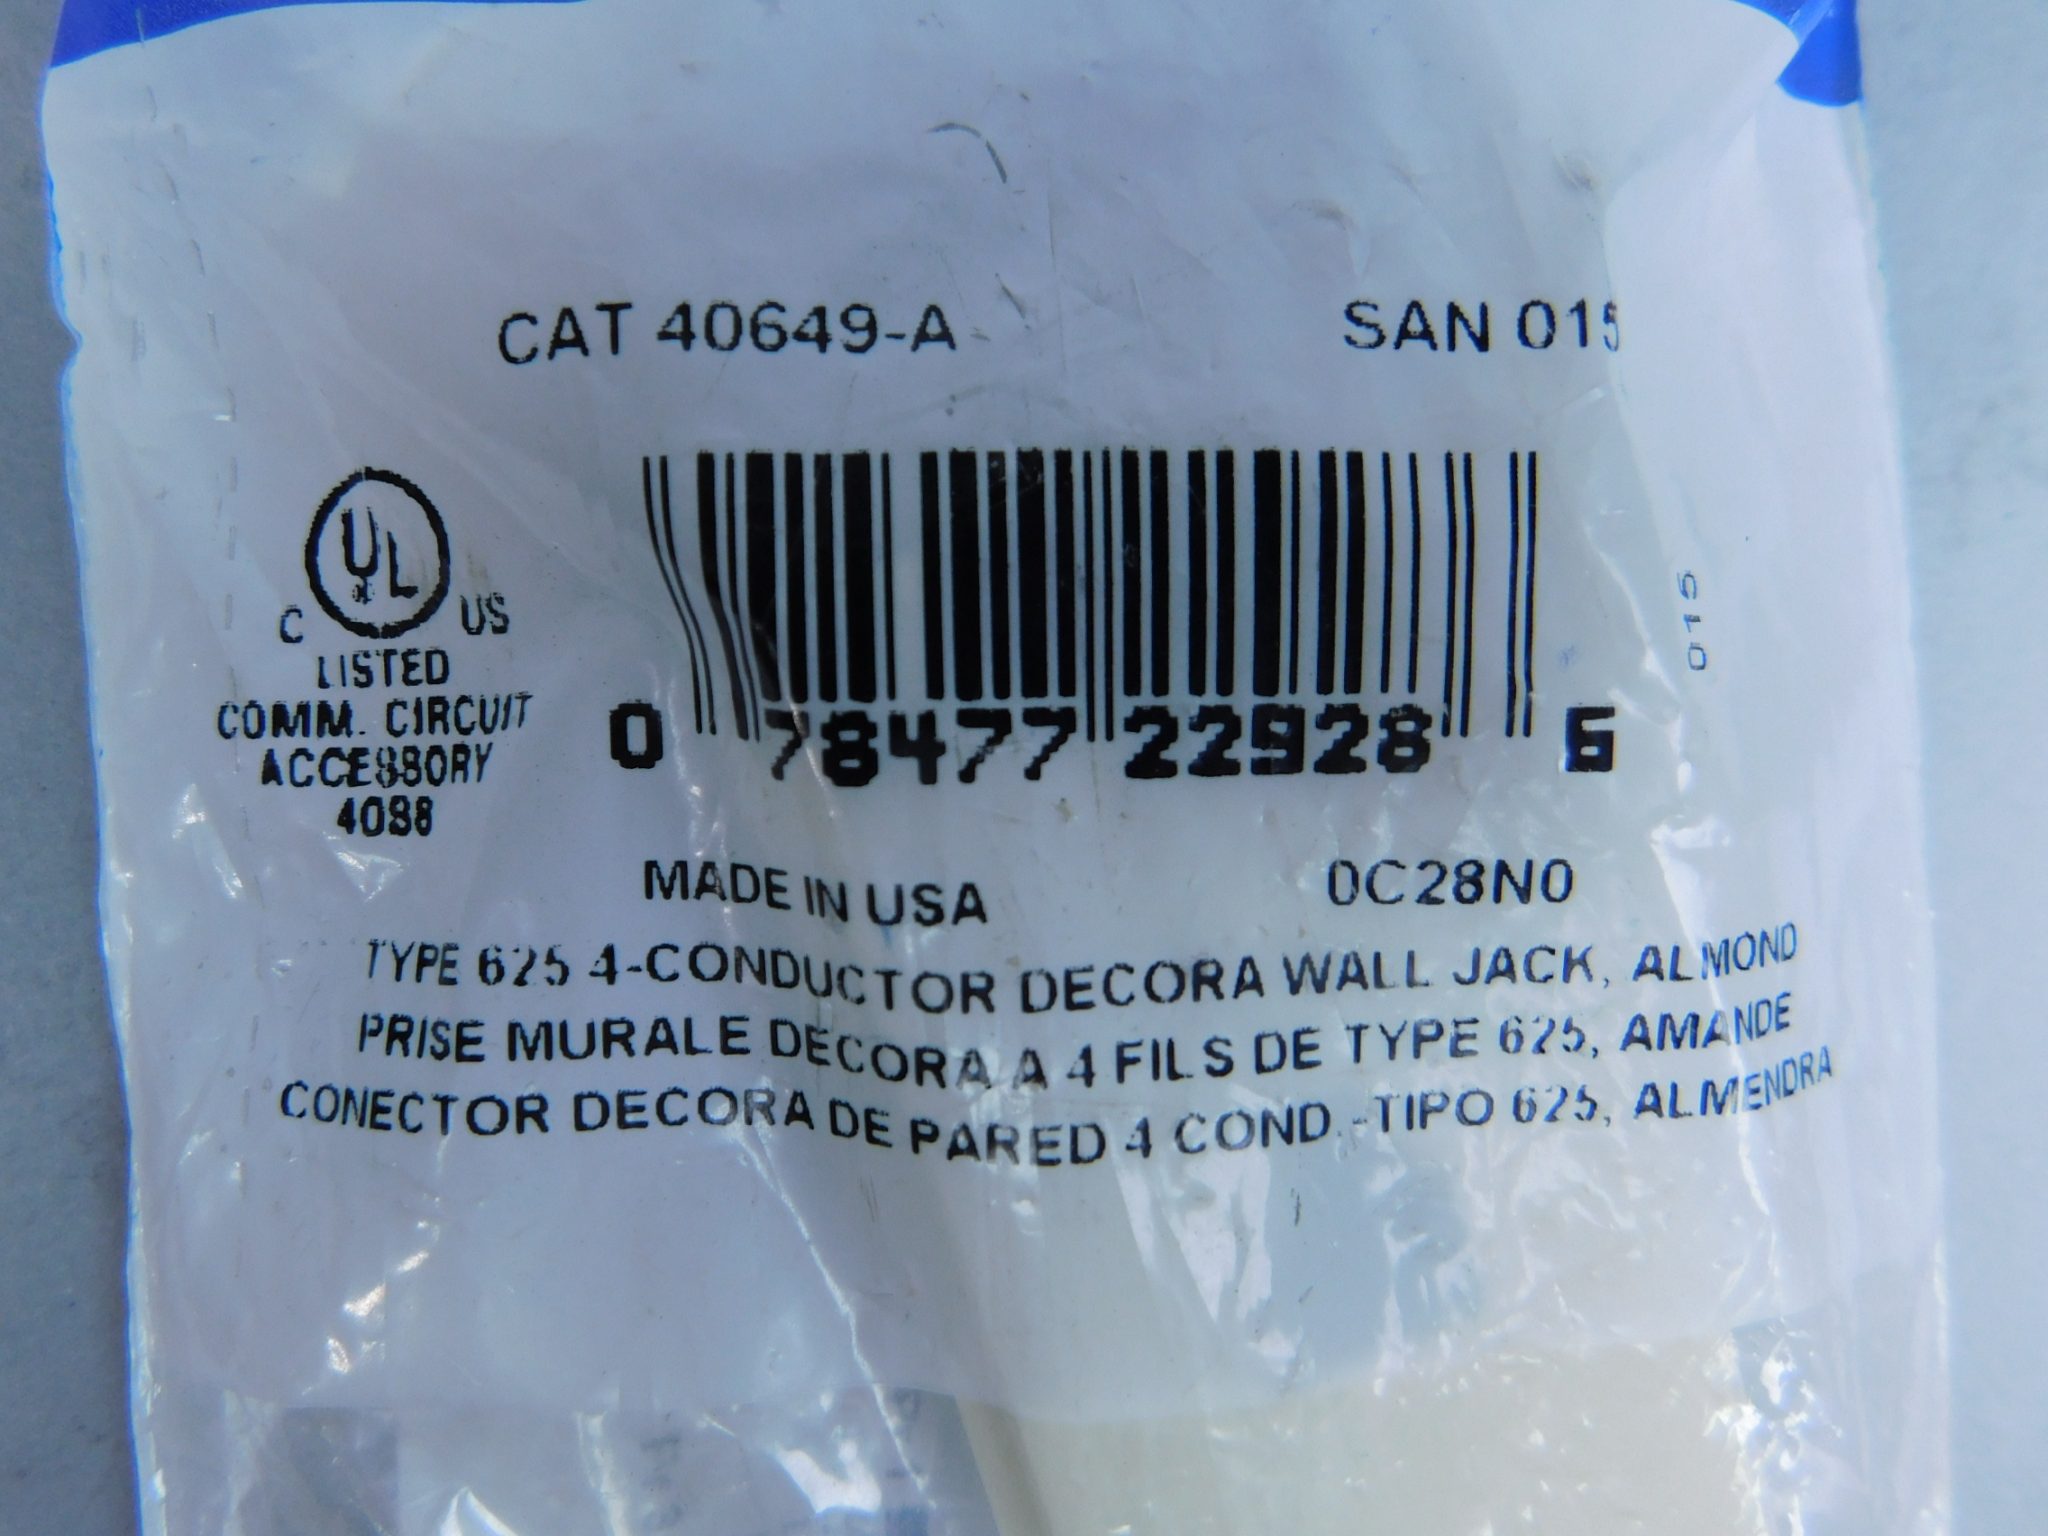 CAT 40649-A
SAN 015
UL
C US
LISTED
COMM. CIRCUIT
ACCESSORY
4098
0 78477 22928 6
015
MADE IN USA
0C28N0
TYPE 625 4-CONDUCTOR DECORA WALL JACK, ALMOND
PRISE MURALE DECORA A 4 FILS DE TYPE 625, AMANDE
CONECTOR DECORA DE PARED 4 COND.-TIPO 625, ALMENDRA